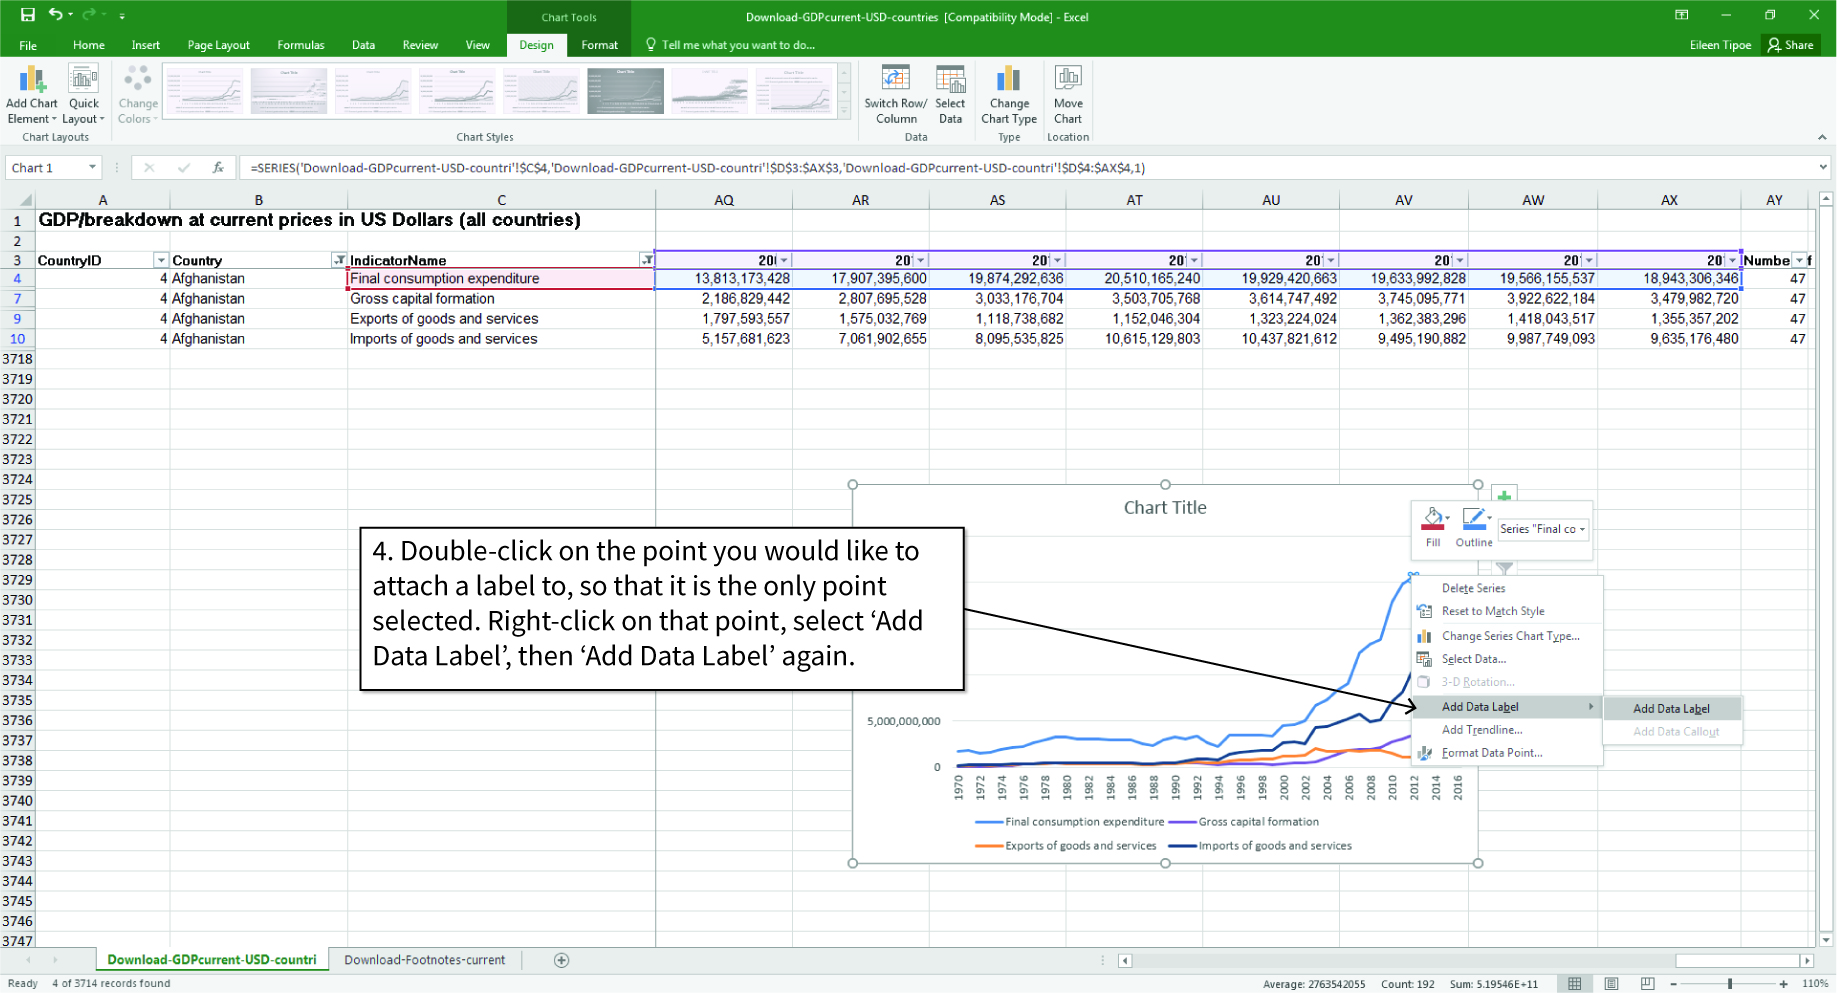 Chart Tools
Download-GDPcurrent-USD-countries [Compatibility Mode] - Excel
File Home Insert Page Layout Formulas Data Review View Design Format Tell me what you want to do... Eileen Tipoe Share
Add Chart Element
Quick Layout
Change Colors
Switch Row/ Column
Select Data
Change Chart Type
Move Chart
Chart Layouts Chart Styles Data Type Location
Chart 1 fx =SERIES('Download-GDPcurrent-USD-countri'!$C$4,'Download-GDPcurrent-USD-countri'!$D$3:$AX$3,'Download-GDPcurrent-USD-countri'!$D$4:$AX$4,1)
A B C AQ AR AS AT AU AV AW AX AY
1 GDP/breakdown at current prices in US Dollars (all countries)
2
3 CountryID Country IndicatorName 20 20 20 20 20 20 20 20 Numbe f
4 4 Afghanistan Final consumption expenditure 13,813,173,428 17,907,395,600 19,874,292,636 20,510,165,240 19,929,420,663 19,633,992,828 19,566,155,537 18,943,306,346 47
7 4 Afghanistan Gross capital formation 2,186,829,442 2,807,695,528 3,033,176,704 3,503,705,768 3,614,747,492 3,745,095,771 3,922,622,184 3,479,982,720 47
9 4 Afghanistan Exports of goods and services 1,797,593,557 1,575,032,769 1,118,738,682 1,152,046,304 1,323,224,024 1,362,383,296 1,418,043,517 1,355,357,202 47
10 4 Afghanistan Imports of goods and services 5,157,681,623 7,061,902,655 8,095,535,825 10,615,129,803 10,437,821,612 9,495,190,882 9,987,749,093 9,635,176,480 47
3718
3719
3720
3721
3722
3723
3724
3725
3726
3727
3728
3729
3730
3731
3732
3733
3734
3735
3736
3737
3738
3739
3740
3741
3742
3743
3744
3745
3746
3747
4. Double-click on the point you would like to
attach a label to, so that it is the only point
selected. Right-click on that point, select ‘Add
Data Label’, then ‘Add Data Label’ again.
Chart Title
5,000,000,000
0
1970 1972 1974 1976 1978 1980 1982 1984 1986 1988 1990 1992 1994 1996 1998 2000 2002 2004 2006 2008 2010 2012 2014 2016
Final consumption expenditure Gross capital formation
Exports of goods and services Imports of goods and services
Fill Outline Series "Final co
Delete Series
Reset to Match Style
Change Series Chart Type...
Select Data...
3-D Rotation...
Add Data Label
Add Trendline...
Format Data Point...
Add Data Label
Add Data Callout
Download-GDPcurrent-USD-countri Download-Footnotes-current
Ready 4 of 3714 records found Average: 2763542055 Count: 192 Sum: 5.19546E+11 110%